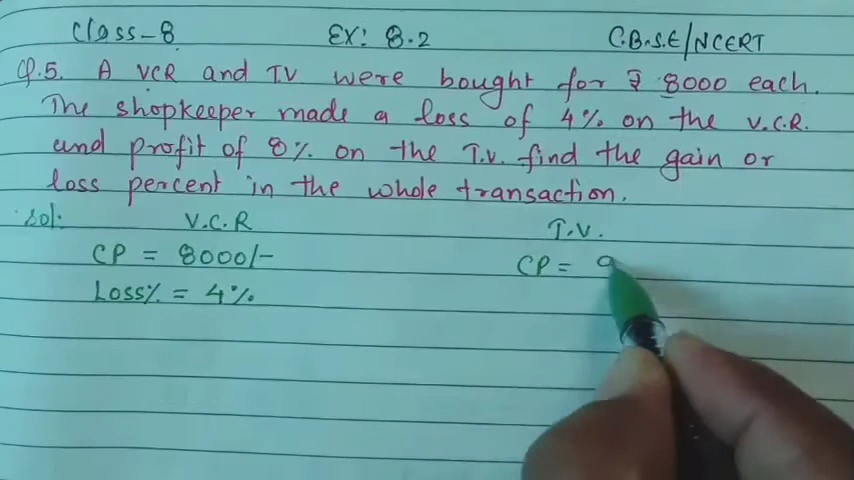 Class-8 EX: 8.2 C.B.S.E/NCERT
Q.5. A VCR and TV were bought for ₹ 8000 each.
The shopkeeper made a loss of 4% on the V.C.R.
and profit of 8% on the T.V. find the gain or
loss percent in the whole transaction.
Sol: V.C.R T.V.
CP = 8000/- CP =
Loss% = 4%